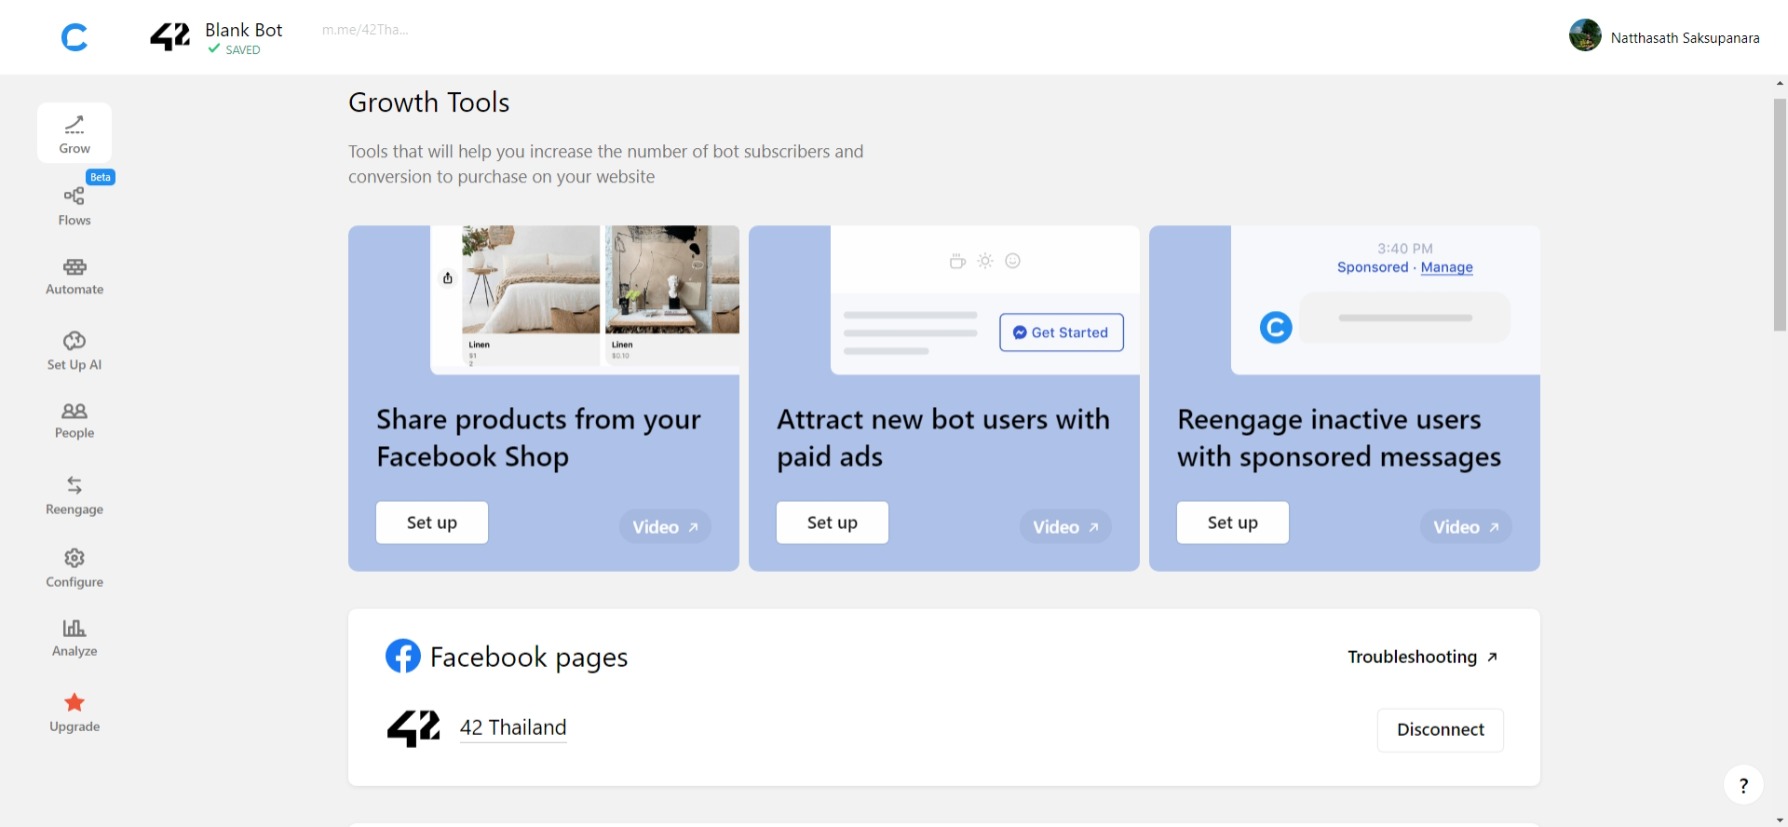 Blank Bot
SAVED
m.me/42Tha...
Natthasath Saksupanara
Grow
Beta
Flows
Automate
Set Up AI
People
Reengage
Configure
Analyze
Upgrade
Growth Tools
Tools that will help you increase the number of bot subscribers and
conversion to purchase on your website
Linen
$1
2
Linen
$0.10
Share products from your
Facebook Shop
Set up
Video
Get Started
Attract new bot users with
paid ads
Set up
Video
3:40 PM
Sponsored · Manage
Reengage inactive users
with sponsored messages
Set up
Video
Facebook pages
Troubleshooting
42 Thailand
Disconnect
?